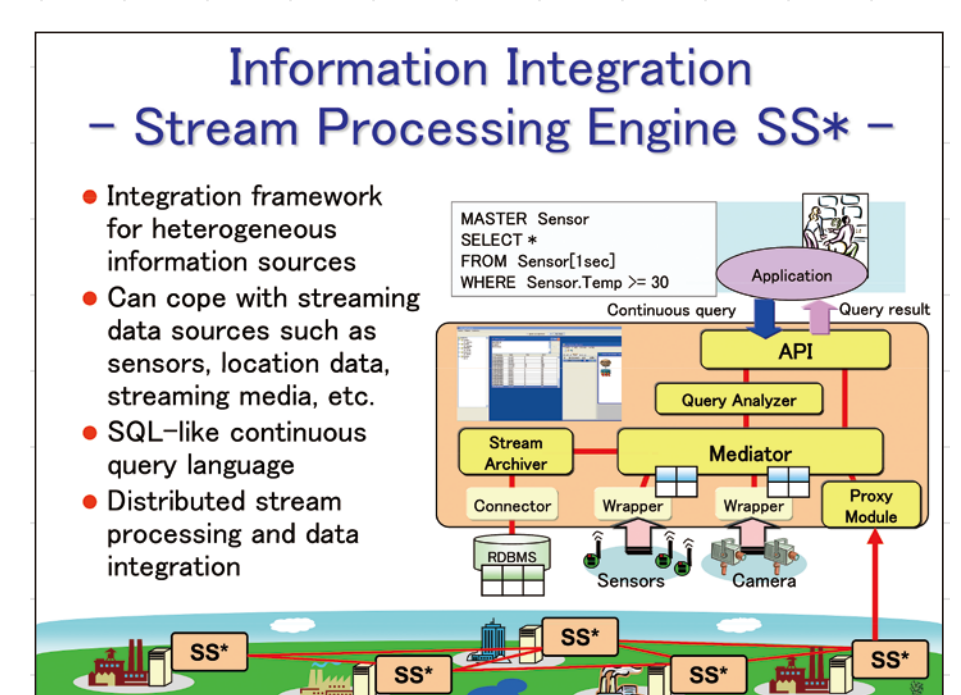 Information Integration
- Stream Processing Engine SS* -
Integration framework
for heterogeneous
information sources
Can cope with streaming
data sources such as
sensors, location data,
streaming media, etc.
SQL-like continuous
query language
Distributed stream
processing and data
integration
MASTER Sensor
SELECT *
FROM Sensor[1sec]
WHERE Sensor.Temp >= 30
Application
Continuous query
Query result
API
Query Analyzer
Stream
Archiver
Mediator
Connector
Wrapper
Wrapper
Proxy
Module
RDBMS
Sensors
Camera
SS*
SS*
SS*
SS*
SS*